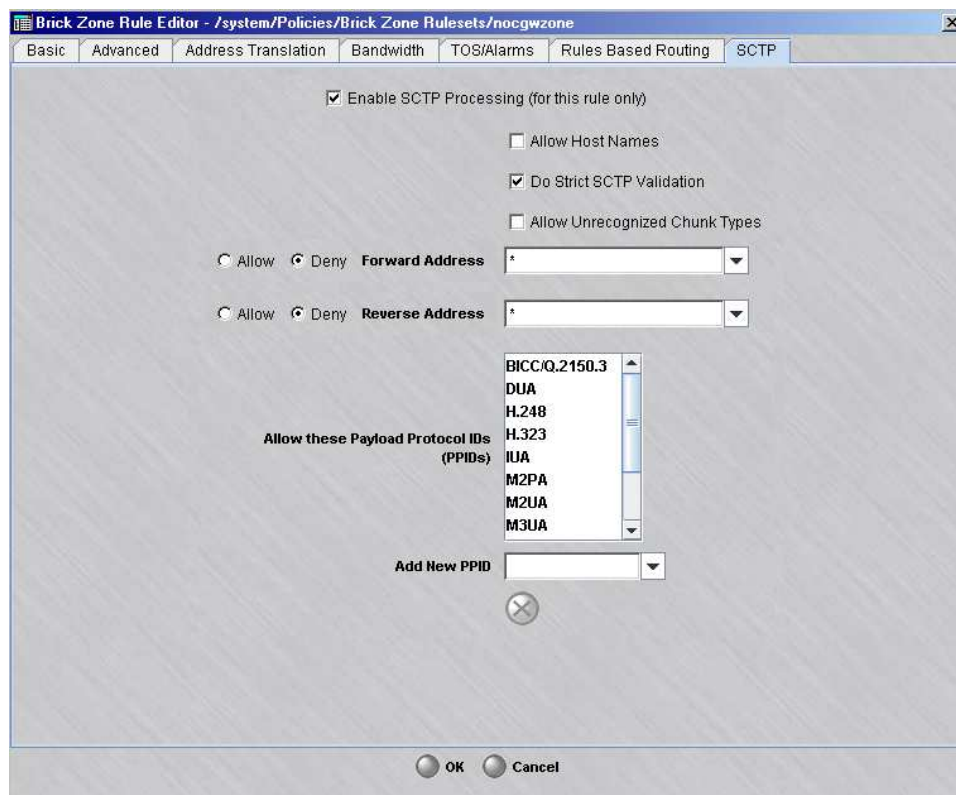 Brick Zone Rule Editor - /system/Policies/Brick Zone Rulesets/nocgwzone
Basic Advanced Address Translation Bandwidth TOS/Alarms Rules Based Routing SCTP
Enable SCTP Processing (for this rule only)
Allow Host Names
Do Strict SCTP Validation
Allow Unrecognized Chunk Types
Allow Deny Forward Address *
Allow Deny Reverse Address *
Allow these Payload Protocol IDs
(PPIDs)
BICC/Q.2150.3
DUA
H.248
H.323
IUA
M2PA
M2UA
M3UA
Add New PPID
OK Cancel